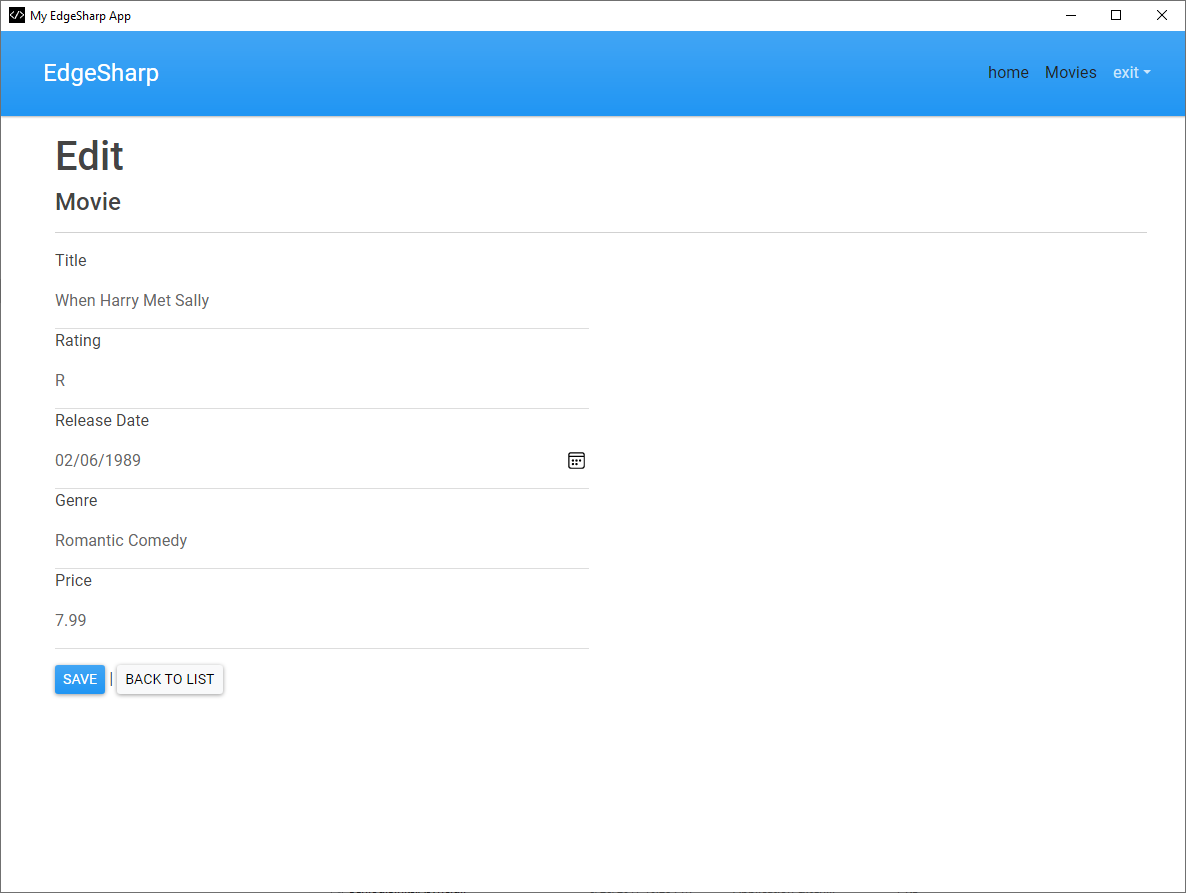 My EdgeSharp App
EdgeSharp
home Movies exit
Edit
Movie
Title
When Harry Met Sally
Rating
R
Release Date
02/06/1989
Genre
Romantic Comedy
Price
7.99
SAVE | BACK TO LIST